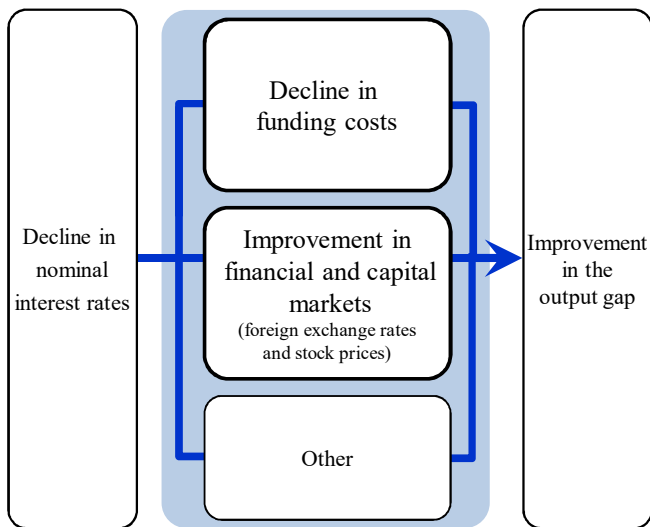 Decline in
nominal
interest rates
Decline in
funding costs
Improvement in
financial and capital
markets
(foreign exchange rates
and stock prices)
Other
Improvement
in the
output gap